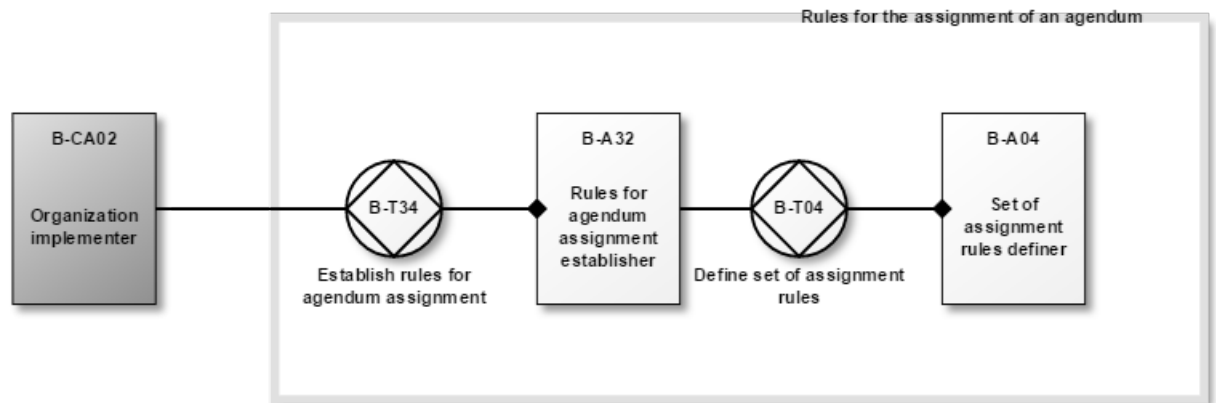 Rules for the assignment of an agendum
B-CA02
Organization
implementer
B-T34
Establish rules for
agendum assignment
B-A32
Rules for
agendum
assignment
establisher
B-T04
Define set of assignment
rules
B-A04
Set of
assignment
rules definer